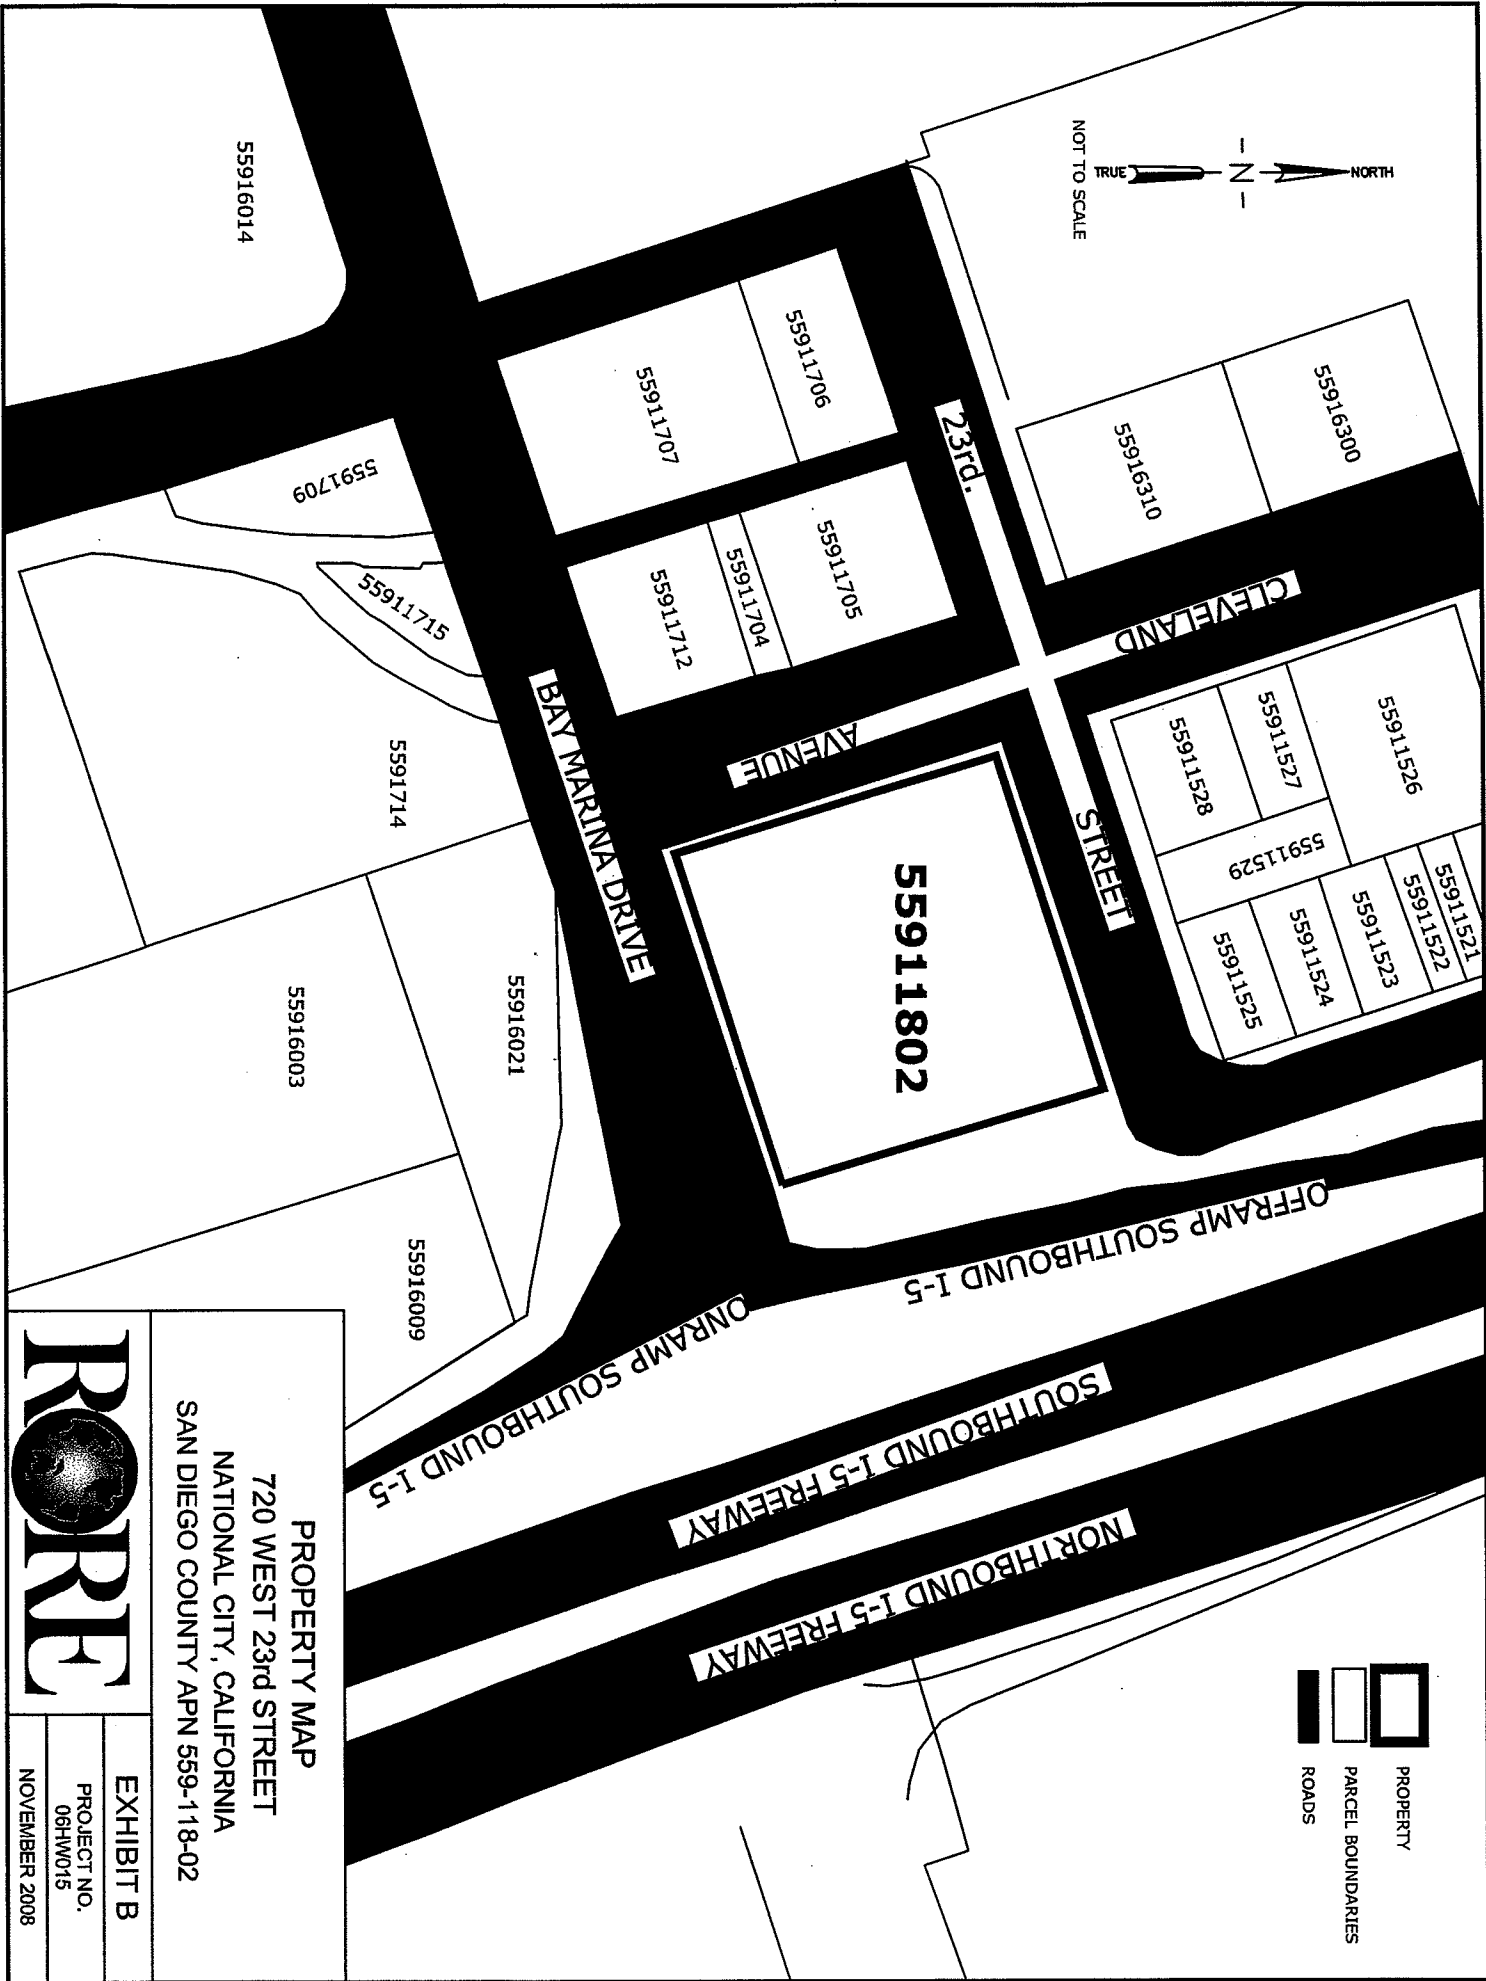 NOT TO SCALE
TRUE
- N -
NORTH
PROPERTY
PARCEL BOUNDARIES
ROADS
55916014
55911706
55911707
55916300
55916310
23rd.
STREET
CLEVELAND
AVENUE
5591709
55911715
55911705
55911704
55911712
BAY MARINA DRIVE
5591714
55911526
55911527
55911528
55911529
55911521
55911522
55911523
55911524
55911525
55911802
55916021
55916003
55916009
OFFRAMP SOUTHBOUND I-5
ONRAMP SOUTHBOUND I-5
SOUTHBOUND I-5 FREEWAY
NORTHBOUND I-5 FREEWAY
PROPERTY MAP
720 WEST 23rd STREET
NATIONAL CITY, CALIFORNIA
SAN DIEGO COUNTY APN 559-118-02
RORE
EXHIBIT B
PROJECT NO.
06HW015
NOVEMBER 2008